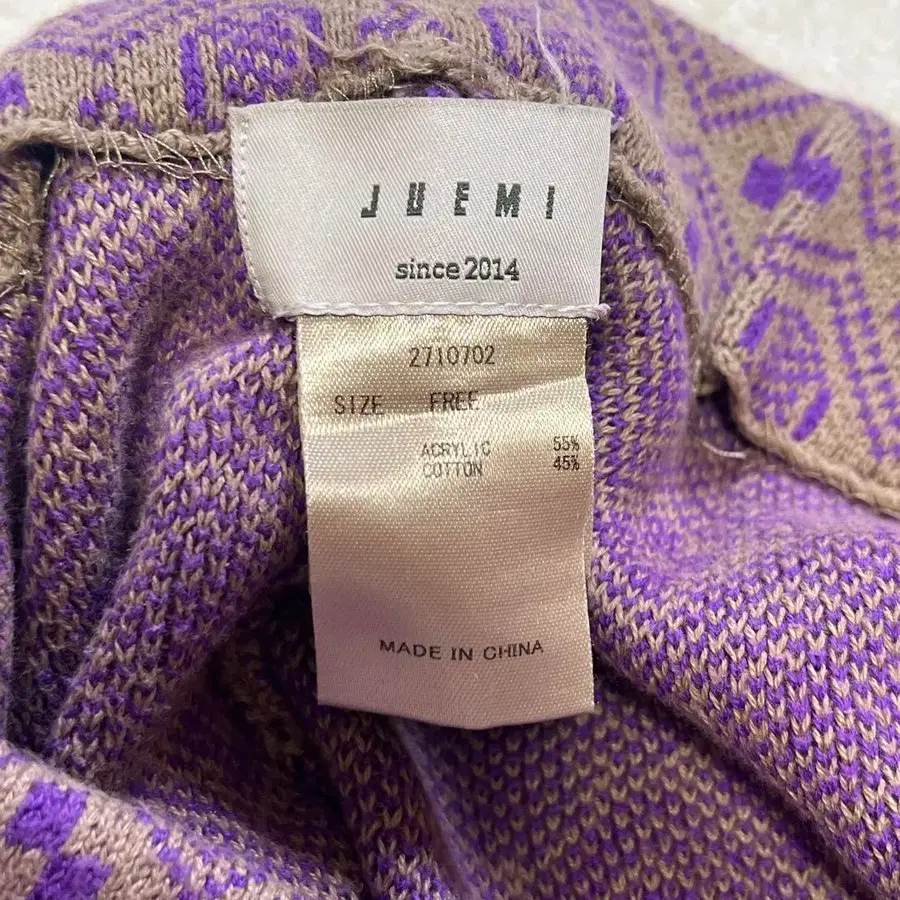 JUEMI
since 2014
2710702
SIZE FREE
ACRYLIC 55%
COTTON 45%
MADE IN CHINA